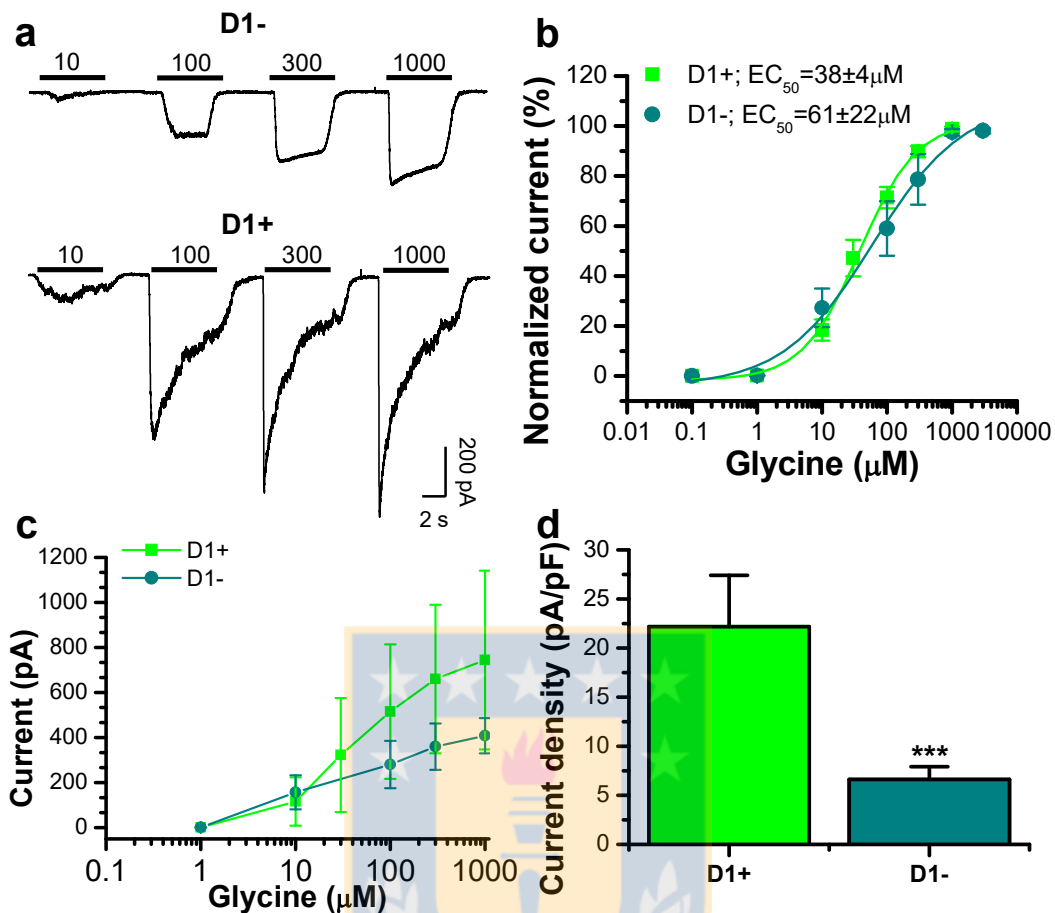 a
D1-
10 100 300 1000
D1+
10 100 300 1000
200 pA
2 s
b
D1+; EC50=38±4μM
D1-; EC50=61±22μM
Normalized current (%)
120
100
80
60
40
20
0
0.01 0.1 1 10 100 1000 10000
Glycine (μM)
c
D1+
D1-
Current (pA)
1200
1000
800
600
400
200
0
0.1 1 10 100 1000
Glycine (μM)
d
Current density (pA/pF)
30
25
20
15
10
5
0
***
D1+ D1-